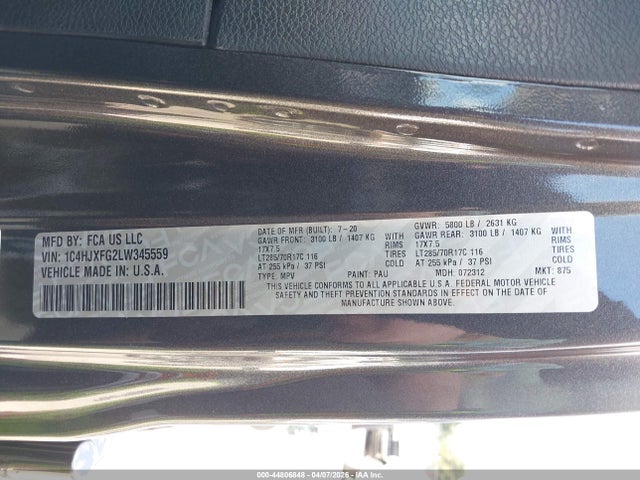 MFD BY: FCA US LLC
VIN: 1C4HJXFG2LW345559
VEHICLE MADE IN U.S.A.
DATE OF MFR (BUILT): 7-20
GAWR FRONT: 3100 LB / 1407 KG WITH
17X7.5 TIRES
LT285/70R17C 116
AT 255 kPa / 37 PSI COLD
TYPE: MPV PAINT: PAU
GVWR: 5800 LB / 2631 KG
GAWR REAR: 3100 LB / 1407 KG WITH
17X7.5 TIRES
LT285/70R17C 116
AT 255 kPa / 37 PSI COLD
MDH: 072312 MKT: 875
THIS VEHICLE CONFORMS TO ALL APPLICABLE U.S.A. FEDERAL MOTOR VEHICLE
SAFETY AND THEFT PREVENTION STANDARDS IN EFFECT ON THE DATE OF
MANUFACTURE SHOWN ABOVE.
000-44806848 - 04/07/2026 - IAA, Inc.